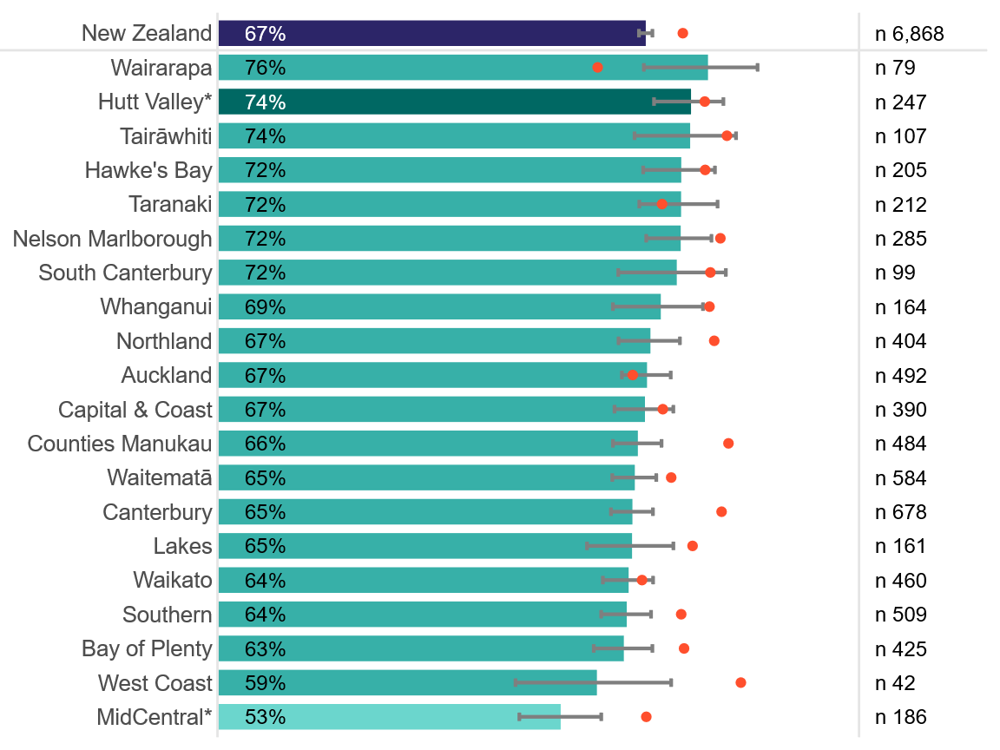 New Zealand 67% n 6,868
Wairarapa 76% n 79
Hutt Valley* 74% n 247
Tairāwhiti 74% n 107
Hawke's Bay 72% n 205
Taranaki 72% n 212
Nelson Marlborough 72% n 285
South Canterbury 72% n 99
Whanganui 69% n 164
Northland 67% n 404
Auckland 67% n 492
Capital & Coast 67% n 390
Counties Manukau 66% n 484
Waitematā 65% n 584
Canterbury 65% n 678
Lakes 65% n 161
Waikato 64% n 460
Southern 64% n 509
Bay of Plenty 63% n 425
West Coast 59% n 42
MidCentral* 53% n 186